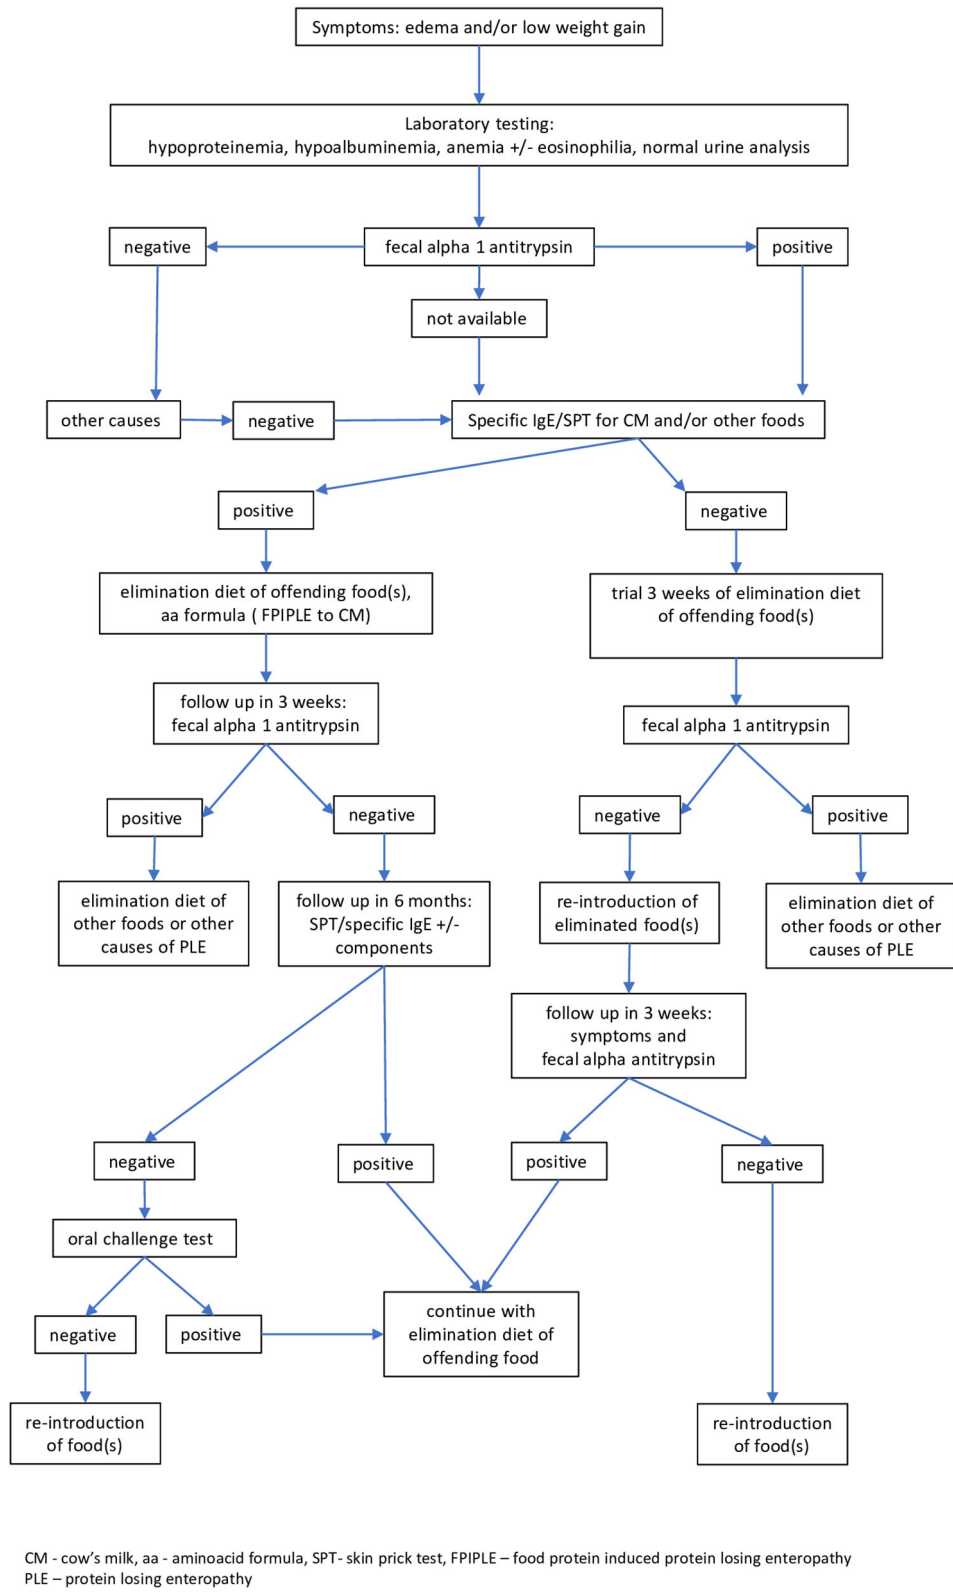 Symptoms: edema and/or low weight gain
Laboratory testing:
hypoproteinemia, hypoalbuminemia, anemia +/- eosinophilia, normal urine analysis
negative
fecal alpha 1 antitrypsin
positive
not available
other causes
negative
Specific IgE/SPT for CM and/or other foods
positive
negative
elimination diet of offending food(s),
aa formula ( FPIPLE to CM)
trial 3 weeks of elimination diet
of offending food(s)
follow up in 3 weeks:
fecal alpha 1 antitrypsin
fecal alpha 1 antitrypsin
positive
negative
negative
positive
elimination diet of
other foods or other
causes of PLE
follow up in 6 months:
SPT/specific IgE +/-
components
re-introduction of
eliminated food(s)
elimination diet of
other foods or other
causes of PLE
follow up in 3 weeks:
symptoms and
fecal alpha antitrypsin
negative
positive
positive
negative
oral challenge test
negative
positive
continue with
elimination diet of
offending food
re-introduction
of food(s)
re-introduction
of food(s)
CM - cow's milk, aa - aminoacid formula, SPT- skin prick test, FPIPLE – food protein induced protein losing enteropathy
PLE – protein losing enteropathy